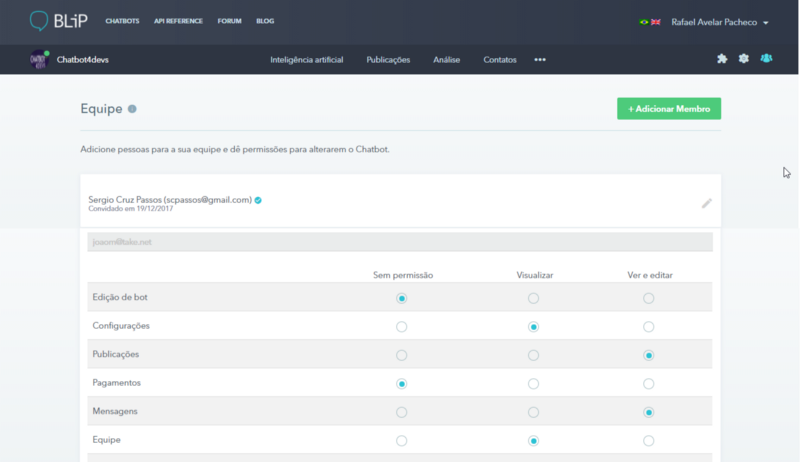 BLiP CHATBOTS API REFERENCE FORUM BLOG Rafael Avelar Pacheco
Chatbot4devs Inteligência artificial Publicações Análise Contatos •••
Equipe
+ Adicionar Membro
Adicione pessoas para a sua equipe e dê permissões para alterarem o Chatbot.
Sergio Cruz Passos (scpassos@gmail.com)
Convidado em 19/12/2017
joaom@take.net
Sem permissão Visualizar Ver e editar
Edição de bot
Configurações
Publicações
Pagamentos
Mensagens
Equipe